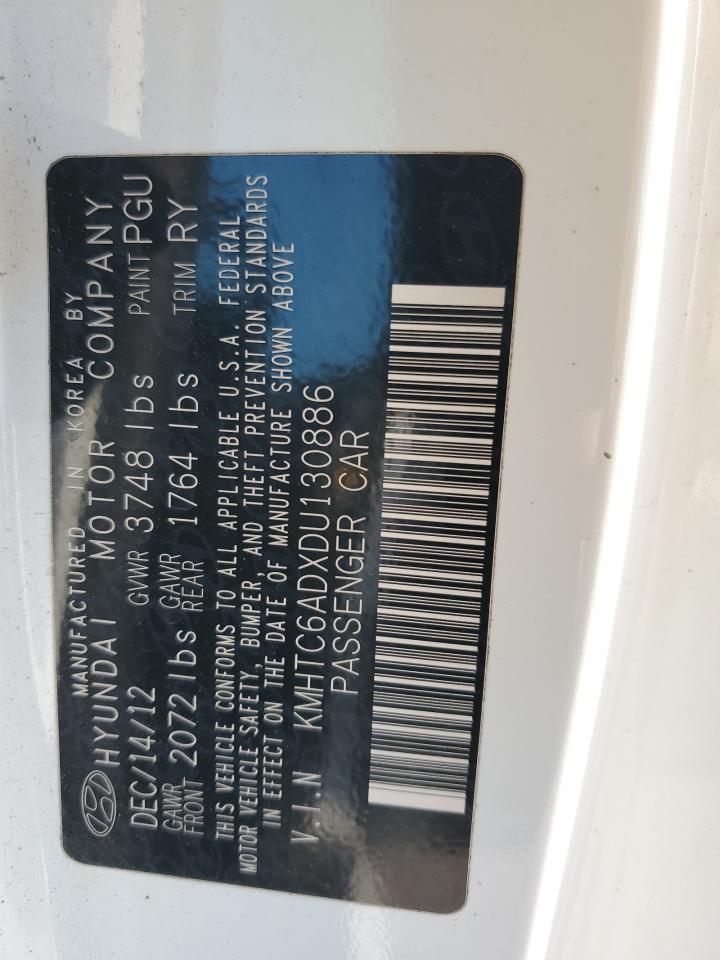 MANUFACTURED IN KOREA BY
HYUNDAI MOTOR COMPANY
DEC/14/12 GVWR 3748 lbs PAINT PGU
GAWR FRONT 2072 lbs GAWR REAR 1764 lbs TRIM RY
THIS VEHICLE CONFORMS TO ALL APPLICABLE U.S.A. FEDERAL
MOTOR VEHICLE SAFETY, BUMPER, AND THEFT PREVENTION STANDARDS
IN EFFECT ON THE DATE OF MANUFACTURE SHOWN ABOVE
V.I.N KMHTC6ADXDU130886
PASSENGER CAR